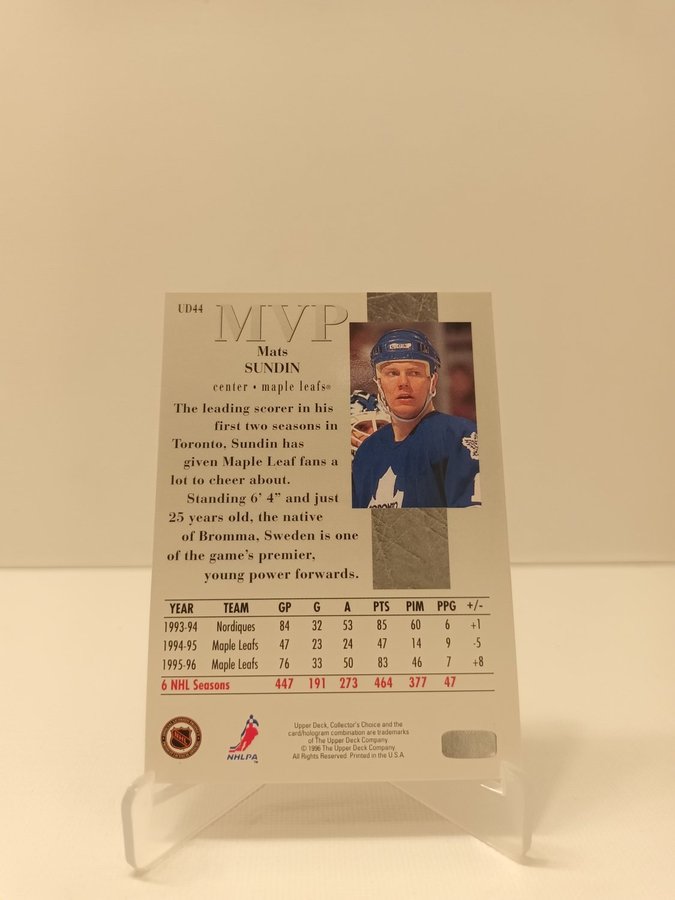 UD44
MVP
Mats
SUNDIN
center • maple leafs®
The leading scorer in his
first two seasons in
Toronto, Sundin has
given Maple Leaf fans a
lot to cheer about.
Standing 6' 4" and just
25 years old, the native
of Bromma, Sweden is one
of the game's premier,
young power forwards.
YEAR TEAM GP G A PTS PIM PPG +/-
1993-94 Nordiques 84 32 53 85 60 6 +1
1994-95 Maple Leafs 47 23 24 47 14 9 -5
1995-96 Maple Leafs 76 33 50 83 46 7 +8
6 NHL Seasons 447 191 273 464 377 47
NHL
NHLPA
™
Upper Deck, Collector's Choice and the
card/hologram combination are trademarks
of The Upper Deck Company.
© 1996 The Upper Deck Company.
All Rights Reserved. Printed in the U.S.A.